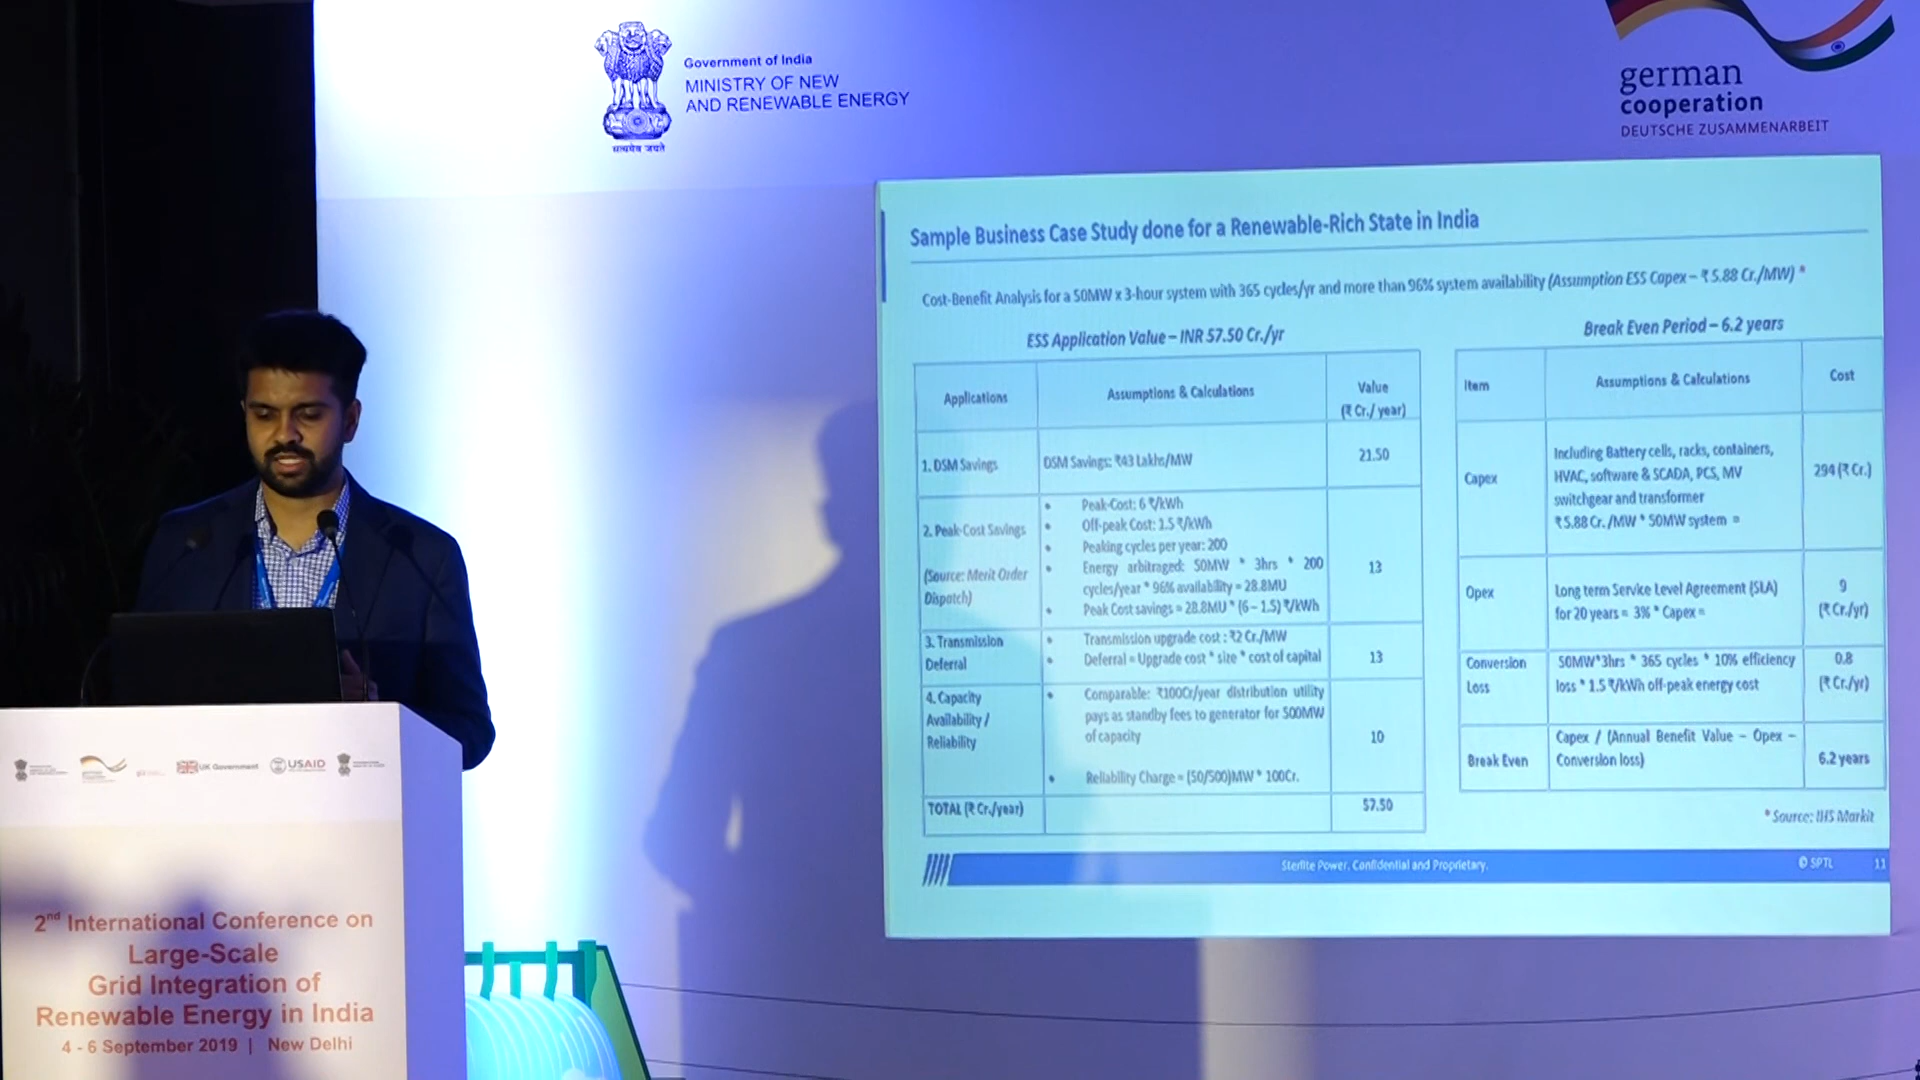 Government of India
MINISTRY OF NEW
AND RENEWABLE ENERGY
सत्यमेव जयते
german
cooperation
DEUTSCHE ZUSAMMENARBEIT
Sample Business Case Study done for a Renewable-Rich State in India
Cost-Benefit Analysis for a 50MW x 3-hour system with 365 cycles/yr and more than 96% system availability (Assumption ESS Capex – ₹ 5.88 Cr./MW) *
ESS Application Value – INR 57.50 Cr./yr
Applications
Assumptions & Calculations
Value
(₹ Cr./ year)
1. DSM Savings
DSM Savings: ₹43 Lakhs/MW
21.50
2. Peak-Cost Savings
(Source: Merit Order
Dispatch)
• Peak-Cost: 6 ₹/kWh
• Off-peak Cost: 1.5 ₹/kWh
• Peaking cycles per year: 200
• Energy arbitraged: 50MW * 3hrs * 200
cycles/year * 96% availability = 28.8MU
• Peak Cost savings = 28.8MU * (6 – 1.5) ₹/kWh
13
3. Transmission
Deferral
• Transmission upgrade cost : ₹2 Cr./MW
• Deferral = Upgrade cost * size * cost of capital
13
4. Capacity
Availability /
Reliability
• Comparable: ₹100Cr/year distribution utility
pays as standby fees to generator for 500MW
of capacity
• Reliability Charge = (50/500)MW * 100Cr.
10
TOTAL (₹ Cr./year)
57.50
Break Even Period – 6.2 years
Item
Assumptions & Calculations
Cost
Capex
Including Battery cells, racks, containers,
HVAC, software & SCADA, PCS, MV
switchgear and transformer
₹ 5.88 Cr. /MW * 50MW system =
294 (₹ Cr.)
Opex
Long term Service Level Agreement (SLA)
for 20 years = 3% * Capex =
9
(₹ Cr./yr)
Conversion
Loss
50MW*3hrs * 365 cycles * 10% efficiency
loss * 1.5 ₹/kWh off-peak energy cost
0.8
(₹ Cr./yr)
Break Even
Capex / (Annual Benefit Value – Opex –
Conversion loss)
6.2 years
* Source: IHS Markit
Sterlite Power. Confidential and Proprietary.
© SPTL
11
UK Government
USAID
2nd International Conference on
Large-Scale
Grid Integration of
Renewable Energy in India
4 - 6 September 2019 | New Delhi